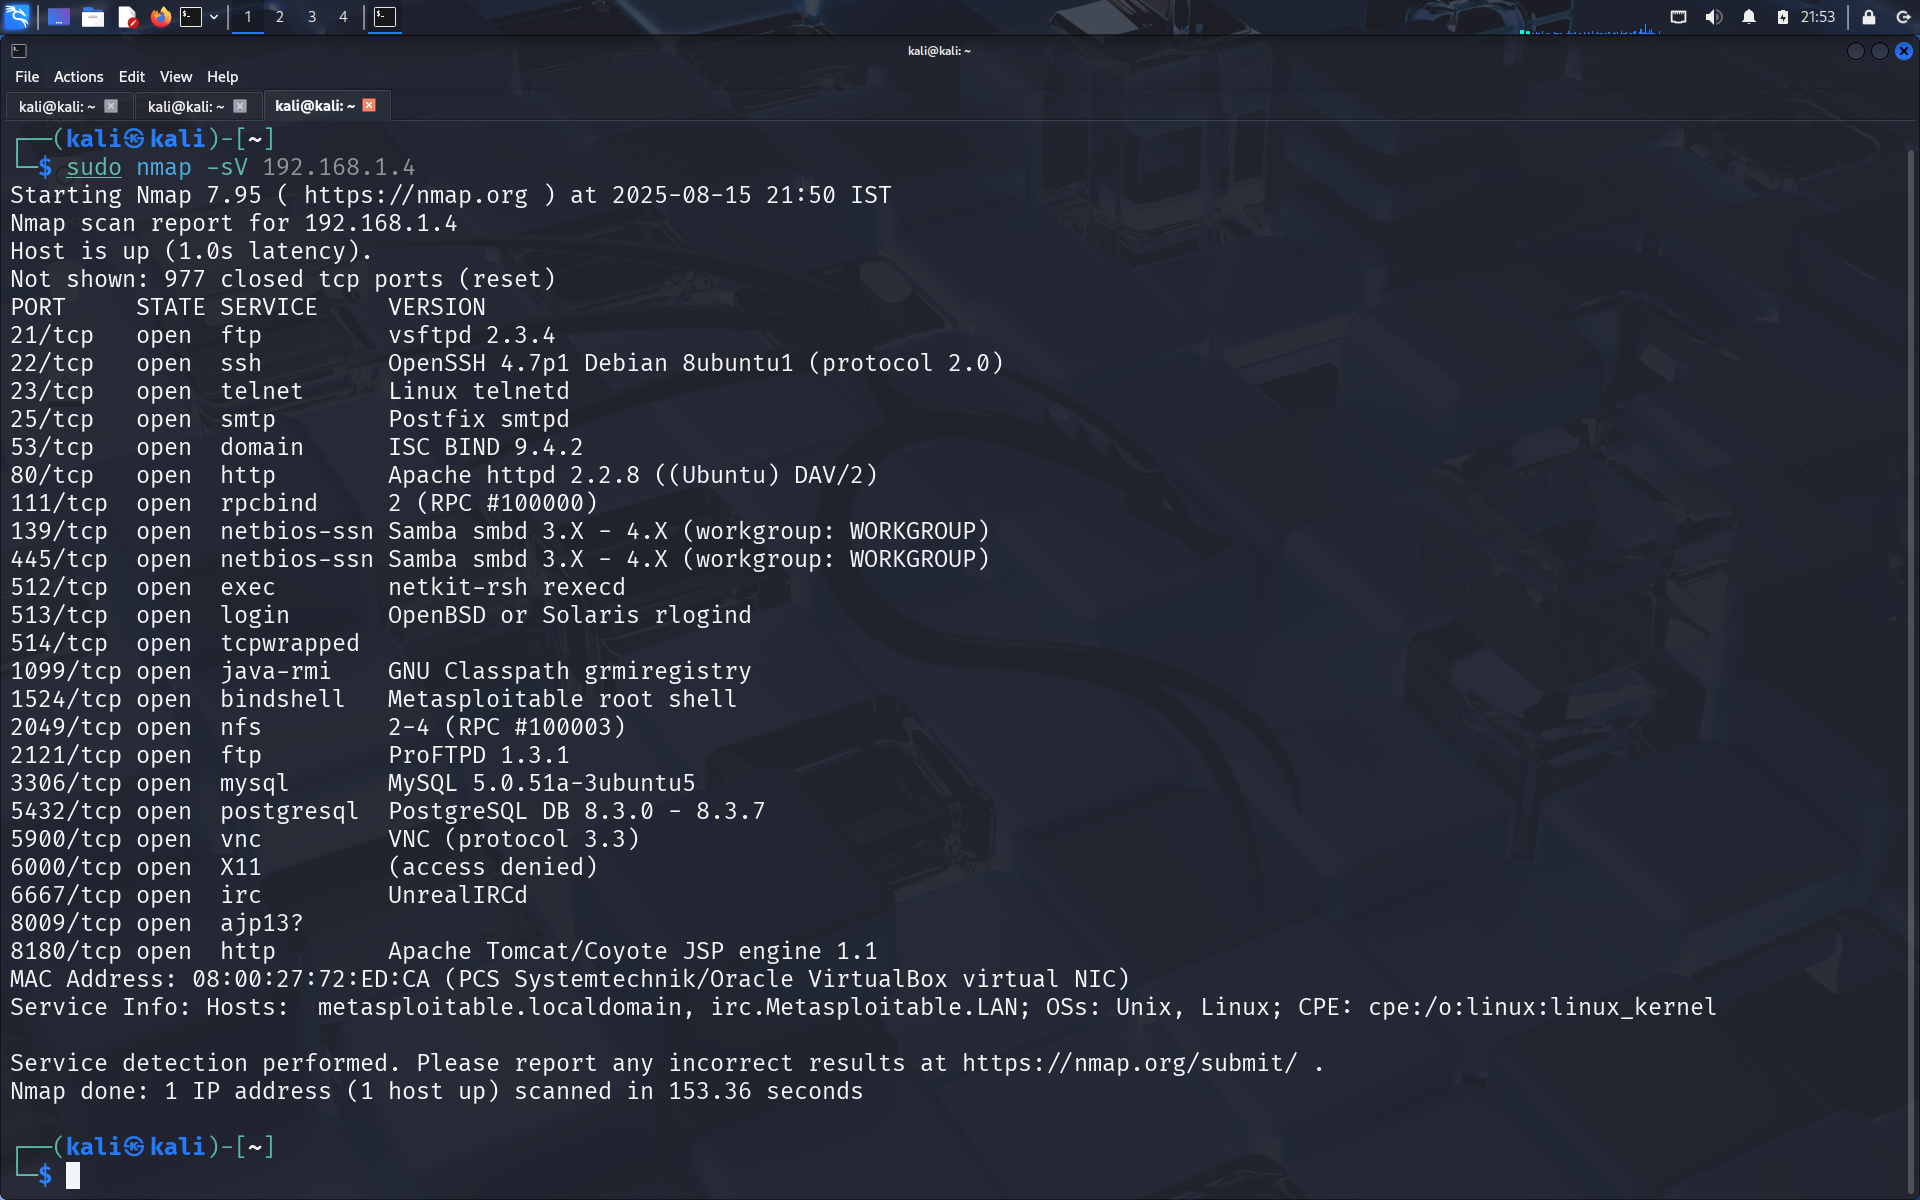 1 2 3 4 21:53
kali@kali: ~
File Actions Edit View Help
kali@kali: ~ kali@kali: ~ kali@kali: ~
(kali㉿kali)-[~]
$ sudo nmap -sV 192.168.1.4
Starting Nmap 7.95 ( https://nmap.org ) at 2025-08-15 21:50 IST
Nmap scan report for 192.168.1.4
Host is up (1.0s latency).
Not shown: 977 closed tcp ports (reset)
PORT     STATE SERVICE     VERSION
21/tcp   open  ftp         vsftpd 2.3.4
22/tcp   open  ssh         OpenSSH 4.7p1 Debian 8ubuntu1 (protocol 2.0)
23/tcp   open  telnet      Linux telnetd
25/tcp   open  smtp        Postfix smtpd
53/tcp   open  domain      ISC BIND 9.4.2
80/tcp   open  http        Apache httpd 2.2.8 ((Ubuntu) DAV/2)
111/tcp  open  rpcbind     2 (RPC #100000)
139/tcp  open  netbios-ssn Samba smbd 3.X - 4.X (workgroup: WORKGROUP)
445/tcp  open  netbios-ssn Samba smbd 3.X - 4.X (workgroup: WORKGROUP)
512/tcp  open  exec        netkit-rsh rexecd
513/tcp  open  login       OpenBSD or Solaris rlogind
514/tcp  open  tcpwrapped
1099/tcp open  java-rmi    GNU Classpath grmiregistry
1524/tcp open  bindshell   Metasploitable root shell
2049/tcp open  nfs         2-4 (RPC #100003)
2121/tcp open  ftp         ProFTPD 1.3.1
3306/tcp open  mysql       MySQL 5.0.51a-3ubuntu5
5432/tcp open  postgresql  PostgreSQL DB 8.3.0 - 8.3.7
5900/tcp open  vnc         VNC (protocol 3.3)
6000/tcp open  X11         (access denied)
6667/tcp open  irc         UnrealIRCd
8009/tcp open  ajp13?
8180/tcp open  http        Apache Tomcat/Coyote JSP engine 1.1
MAC Address: 08:00:27:72:ED:CA (PCS Systemtechnik/Oracle VirtualBox virtual NIC)
Service Info: Hosts:  metasploitable.localdomain, irc.Metasploitable.LAN; OSs: Unix, Linux; CPE: cpe:/o:linux:linux_kernel
Service detection performed. Please report any incorrect results at https://nmap.org/submit/ .
Nmap done: 1 IP address (1 host up) scanned in 153.36 seconds
(kali㉿kali)-[~]
$